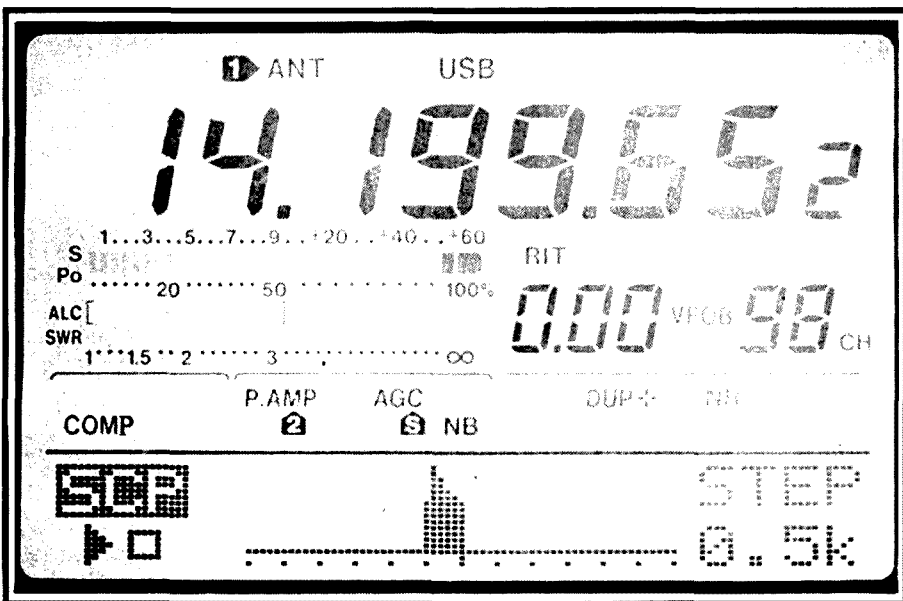 1 ANT USB
14.199.652
1...3...5...7...9..+20..+40..+60
S RIT
Po 20 50 100%
0.00 98 CH
ALC
SWR
1 1.5 2 3 ∞
P.AMP AGC DUP+
COMP 2 S NB
STEP
0.5k